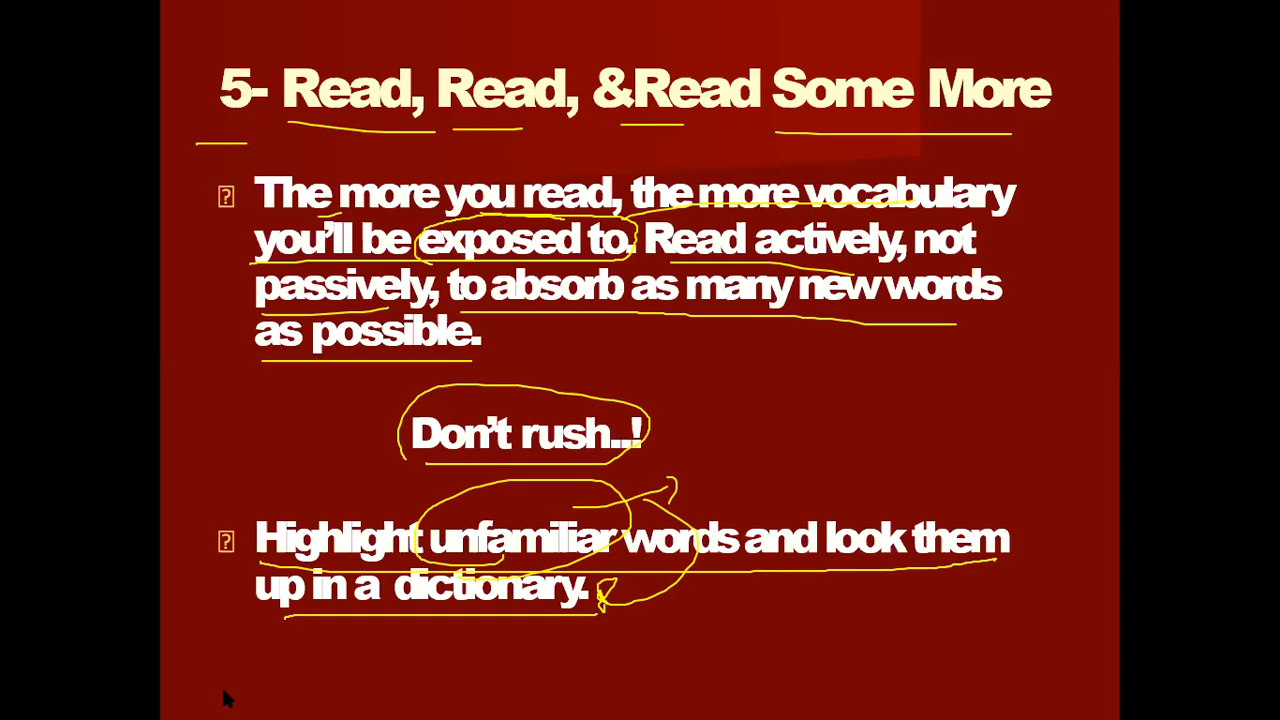 5- Read, Read, &Read Some More
The more you read, the more vocabulary
you'll be exposed to. Read actively, not
passively, to absorb as many new words
as possible.
Don't rush..!
Highlight unfamiliar words and look them
up in a dictionary.